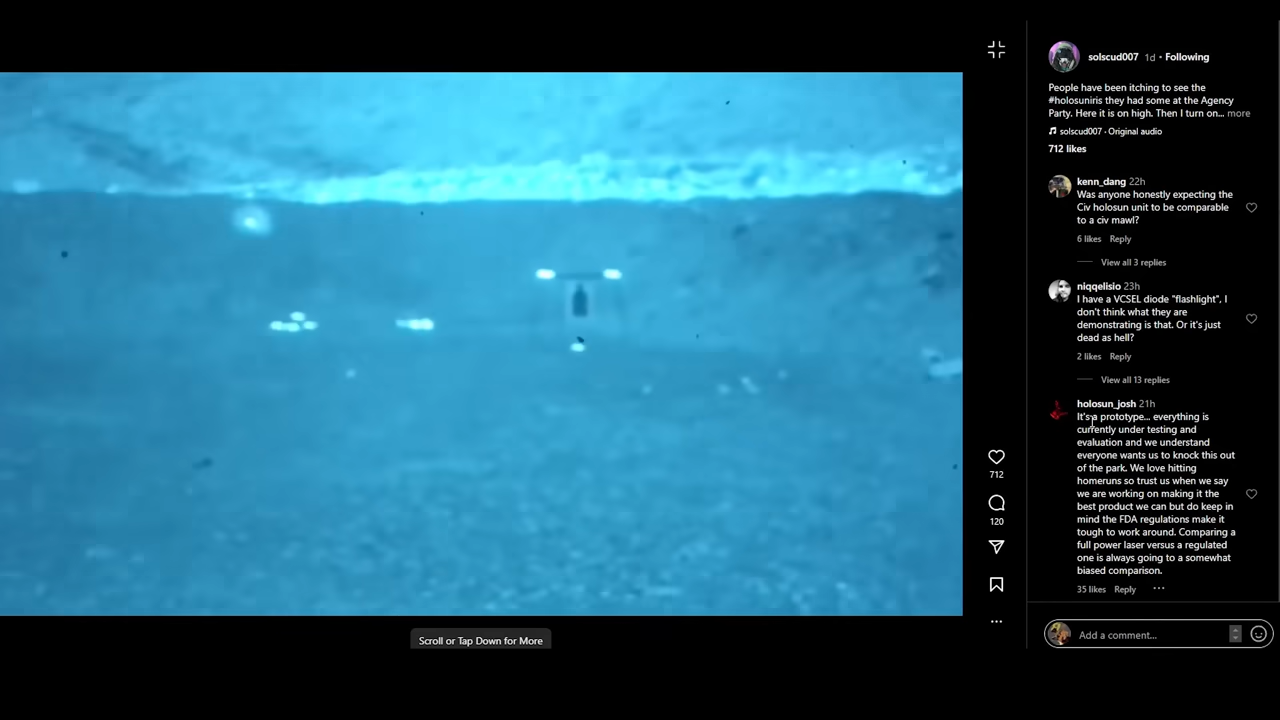 solscud007 1d • Following
People have been itching to see the
#holosuniris they had some at the Agency
Party. Here it is on high. Then I turn on... more
solscud007 · Original audio
712 likes
kenn_dang 22h
Was anyone honestly expecting the
Civ holosun unit to be comparable
to a civ mawl?
6 likes Reply
View all 3 replies
niqqelisio 23h
I have a VCSEL diode "flashlight", I
don't think what they are
demonstrating is that. Or it's just
dead as hell?
2 likes Reply
View all 13 replies
holosun_josh 21h
It's a prototype... everything is
currently under testing and
evaluation and we understand
everyone wants us to knock this out
of the park. We love hitting
homeruns so trust us when we say
we are working on making it the
best product we can but do keep in
mind the FDA regulations make it
tough to work around. Comparing a
full power laser versus a regulated
one is always going to a somewhat
biased comparison.
35 likes Reply ...
712
120
Scroll or Tap Down for More
Add a comment...